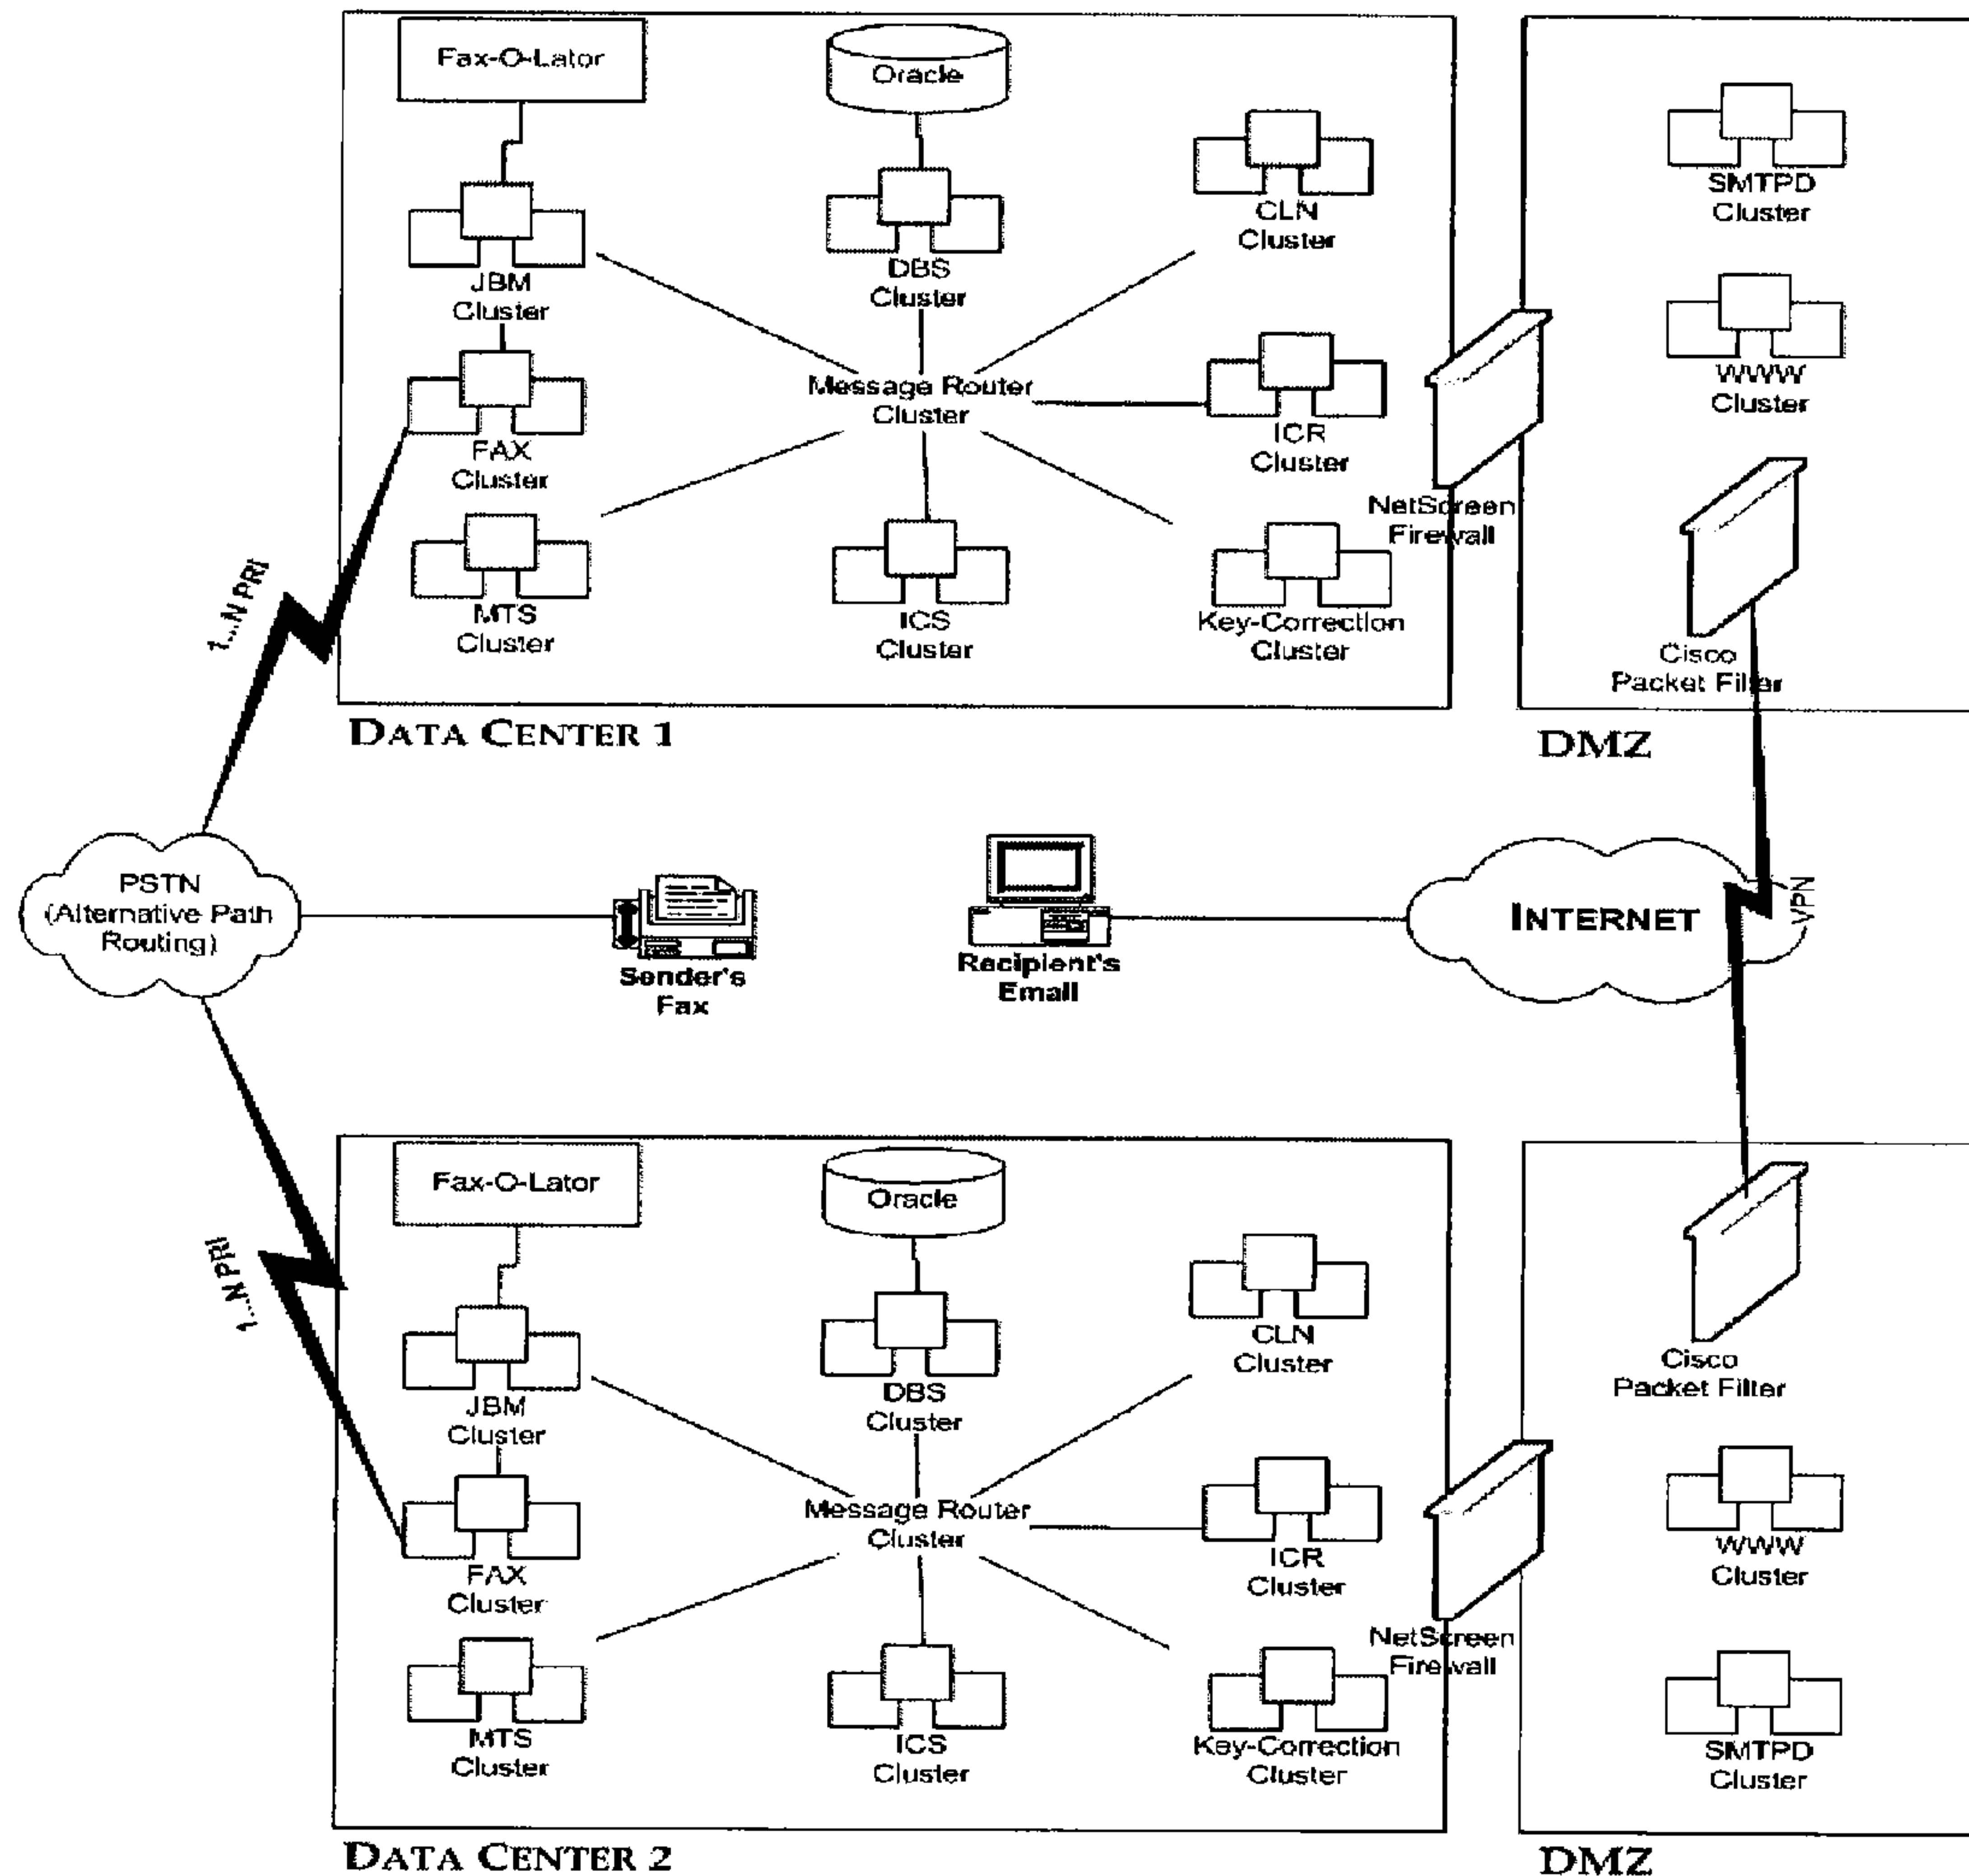 Fax-O-Lator
Oracle
CLN
Cluster
SMTPD
Cluster
JBM
Cluster
DBS
Cluster
WWW
Cluster
Message Router
Cluster
ICR
Cluster
FAX
Cluster
NetScreen
Firewall
1...N PRI
MTS
Cluster
ICS
Cluster
Key-Correction
Cluster
Cisco
Packet Filter
DATA CENTER 1
DMZ
PSTN
(Alternative Path
Routing)
Sender's
Fax
Recipient's
Email
INTERNET
VPN
Fax-O-Lator
Oracle
1...N PRI
CLN
Cluster
Cisco
Packet Filter
JBM
Cluster
DBS
Cluster
Message Router
Cluster
ICR
Cluster
WWW
Cluster
FAX
Cluster
NetScreen
Firewall
MTS
Cluster
ICS
Cluster
Key-Correction
Cluster
SMTPD
Cluster
DATA CENTER 2
DMZ